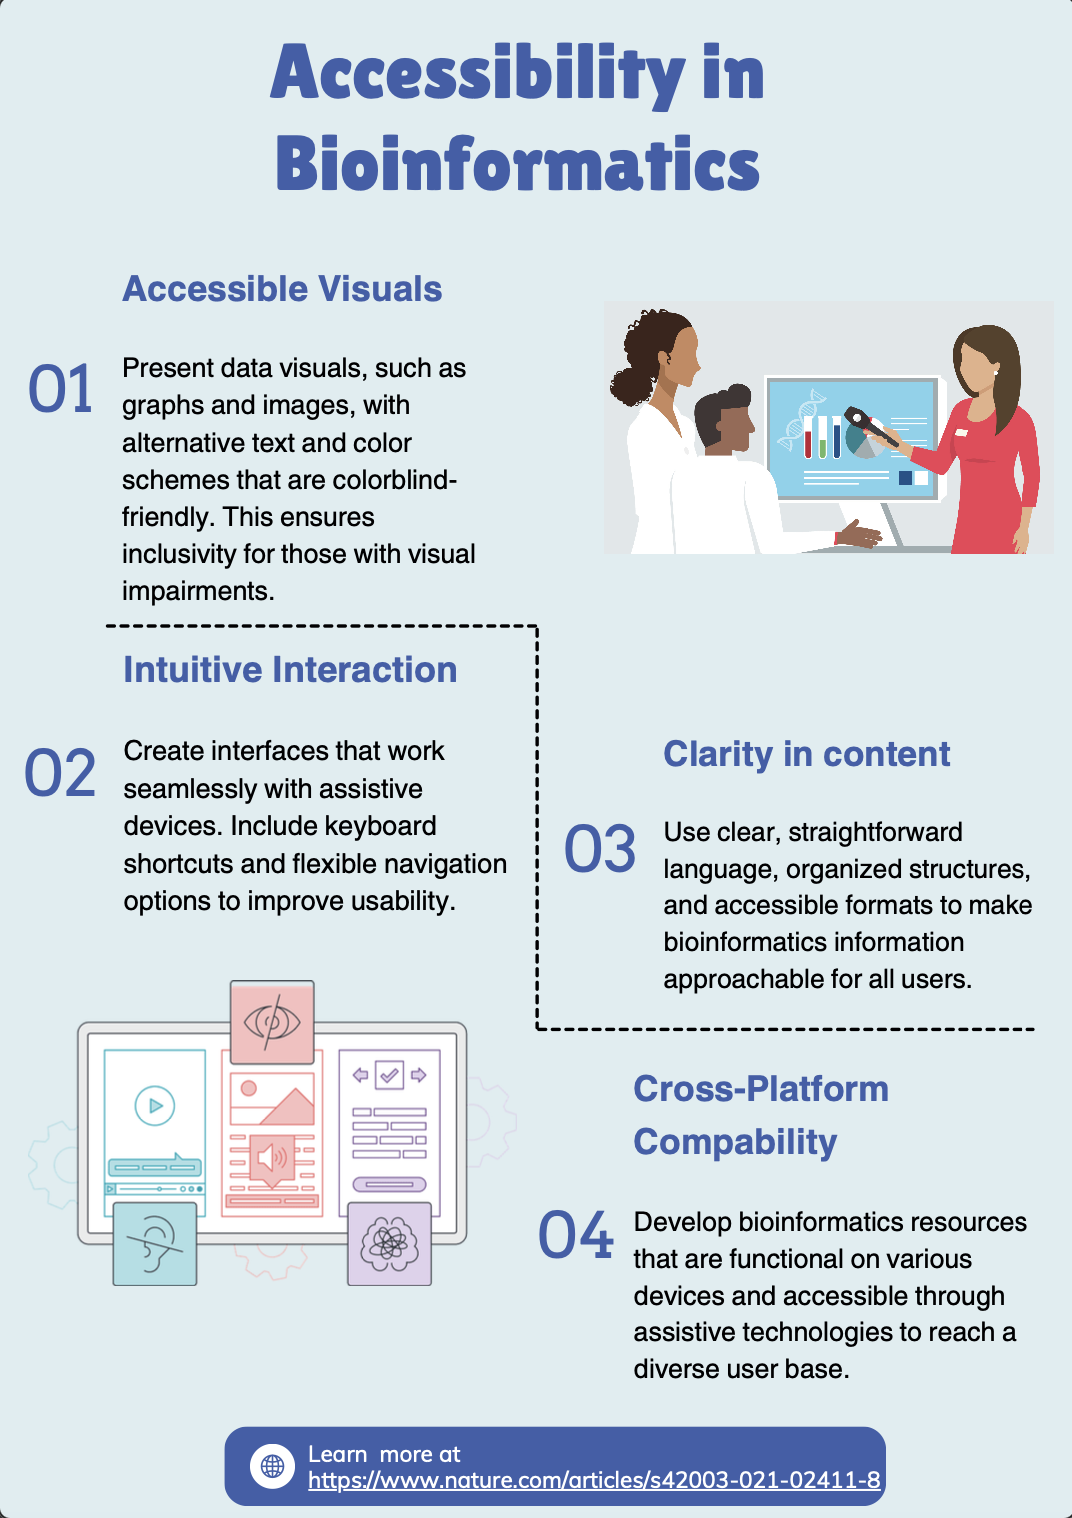 Accessibility in
Bioinformatics
Accessible Visuals
01
Present data visuals, such as
graphs and images, with
alternative text and color
schemes that are colorblind-
friendly. This ensures
inclusivity for those with visual
impairments.
Intuitive Interaction
02
Create interfaces that work
seamlessly with assistive
devices. Include keyboard
shortcuts and flexible navigation
options to improve usability.
Clarity in content
03
Use clear, straightforward
language, organized structures,
and accessible formats to make
bioinformatics information
approachable for all users.
Cross-Platform
Compability
04
Develop bioinformatics resources
that are functional on various
devices and accessible through
assistive technologies to reach a
diverse user base.
Learn  more at
https://www.nature.com/articles/s42003-021-02411-8